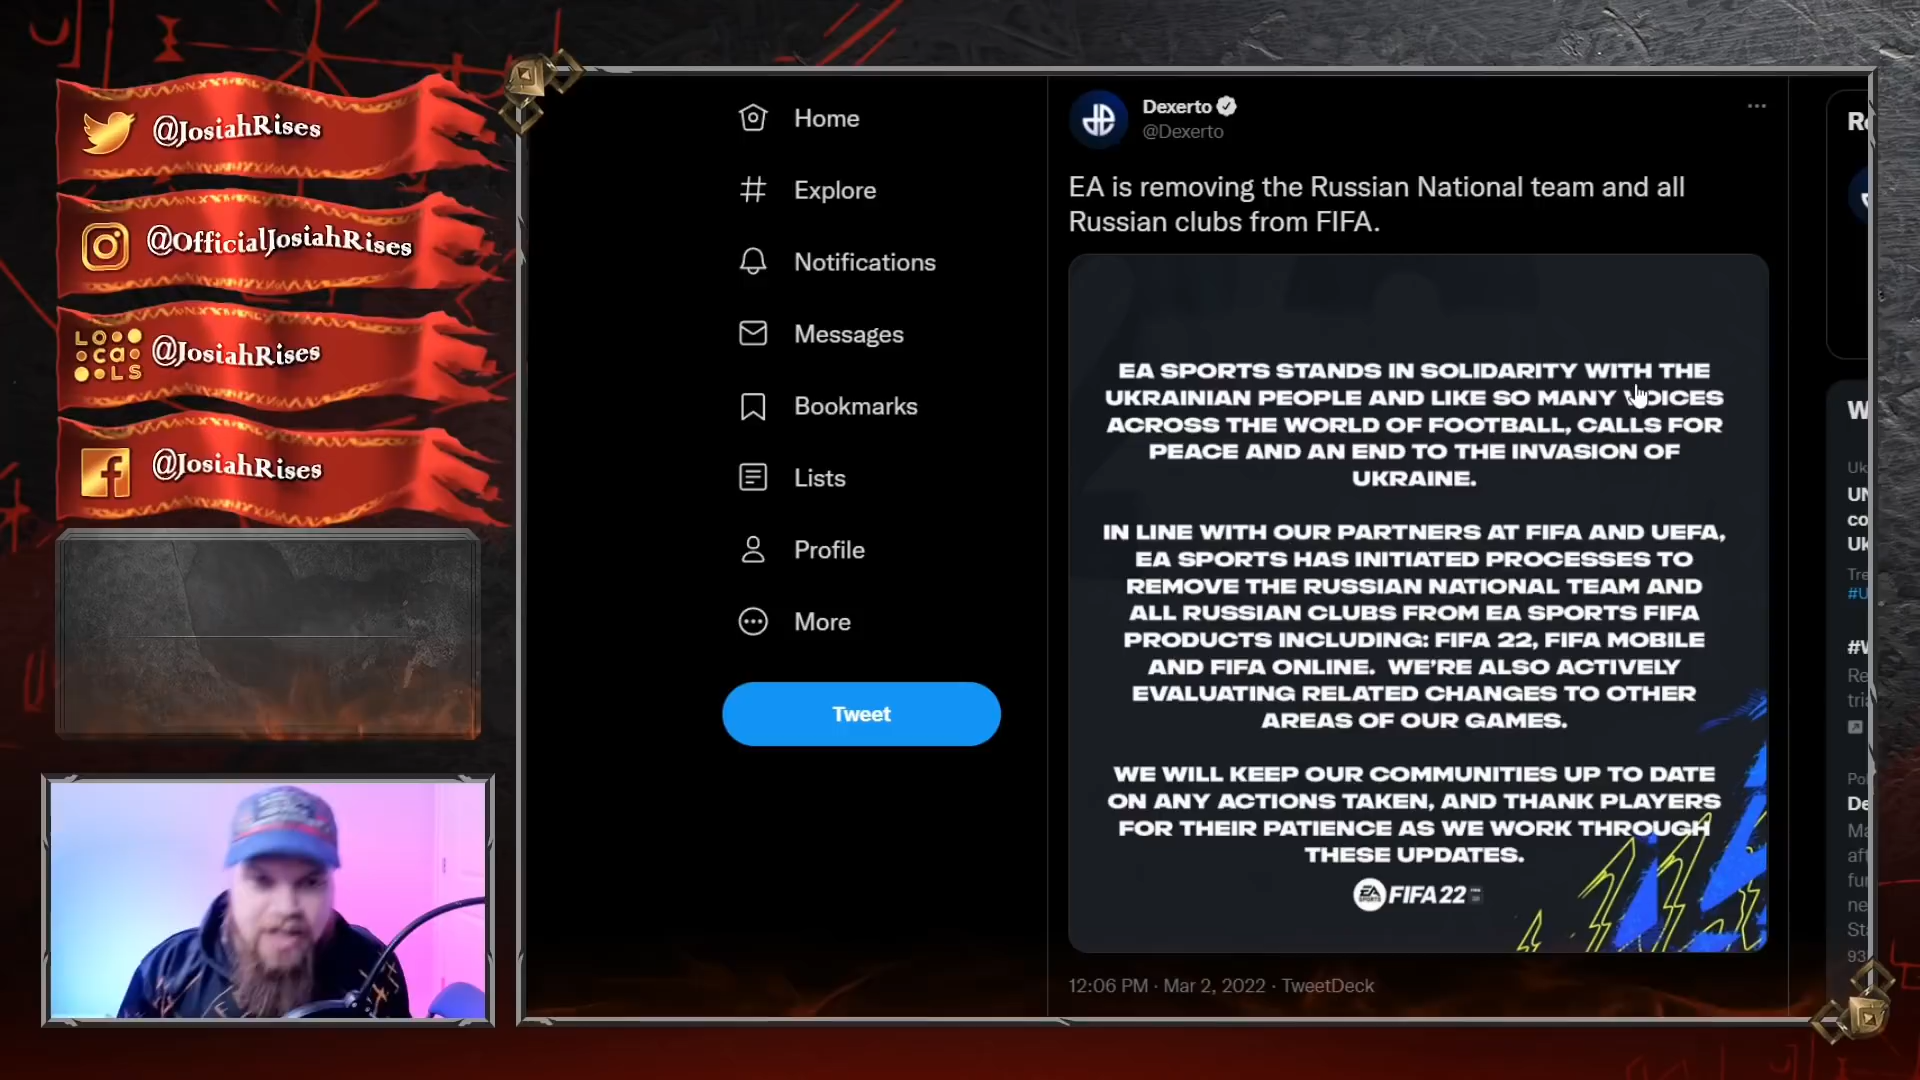 @JosiahRises
@OfficialJosiahRises
LOcaLS
@JosiahRises
@JosiahRises
Home
Explore
Notifications
Messages
Bookmarks
Lists
Profile
More
Tweet
Dexerto
@Dexerto
EA is removing the Russian National team and all
Russian clubs from FIFA.
EA SPORTS STANDS IN SOLIDARITY WITH THE
UKRAINIAN PEOPLE AND LIKE SO MANY VOICES
ACROSS THE WORLD OF FOOTBALL, CALLS FOR
PEACE AND AN END TO THE INVASION OF
UKRAINE.
IN LINE WITH OUR PARTNERS AT FIFA AND UEFA,
EA SPORTS HAS INITIATED PROCESSES TO
REMOVE THE RUSSIAN NATIONAL TEAM AND
ALL RUSSIAN CLUBS FROM EA SPORTS FIFA
PRODUCTS INCLUDING: FIFA 22, FIFA MOBILE
AND FIFA ONLINE. WE'RE ALSO ACTIVELY
EVALUATING RELATED CHANGES TO OTHER
AREAS OF OUR GAMES.
WE WILL KEEP OUR COMMUNITIES UP TO DATE
ON ANY ACTIONS TAKEN, AND THANK PLAYERS
FOR THEIR PATIENCE AS WE WORK THROUGH
THESE UPDATES.
EA SPORTS FIFA 22
12:06 PM · Mar 2, 2022 · TweetDeck